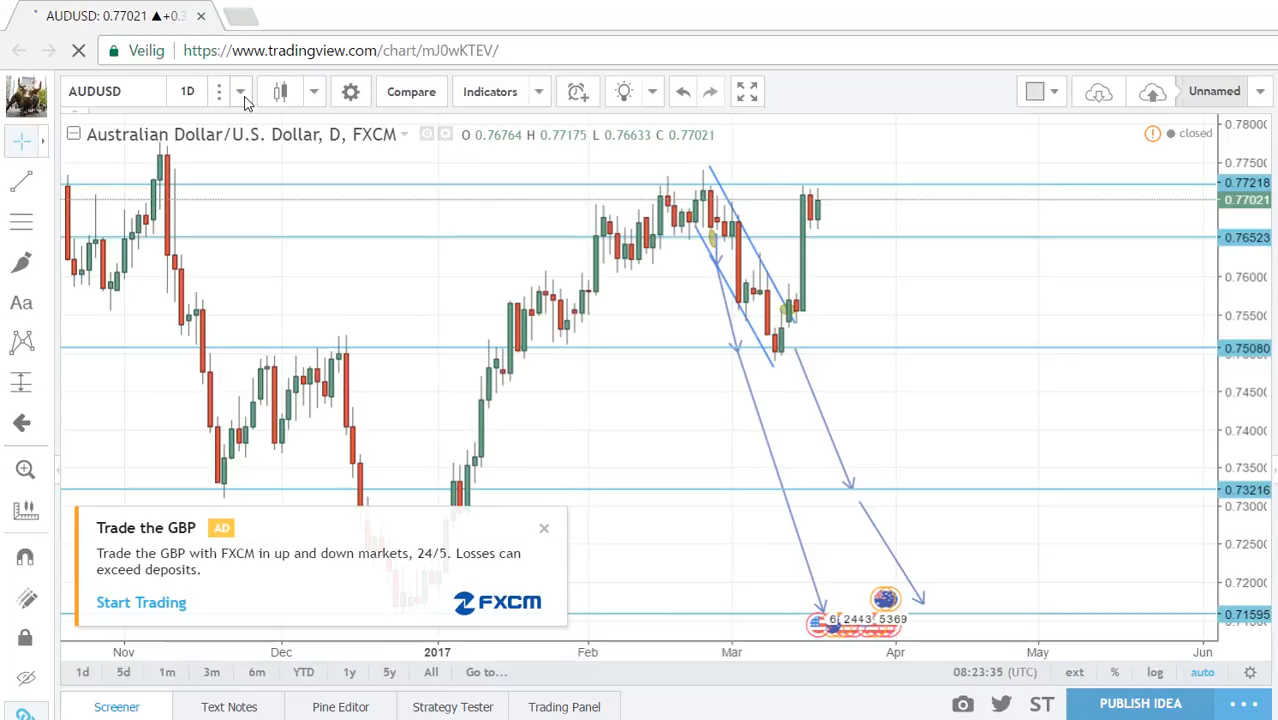 AUDUSD: 0.77021 ▲+0.3
Veilig https://www.tradingview.com/chart/mJ0wKTEV/
AUDUSD 1D Compare Indicators Unnamed
Australian Dollar/U.S. Dollar, D, FXCM O 0.76764 H 0.77175 L 0.76633 C 0.77021
closed
0.78000
0.77500
0.77218
0.77021
0.76523
0.76000
0.75500
0.75080
0.74500
0.74000
0.73500
0.73216
0.73000
0.72500
0.72000
0.71595
Trade the GBP AD
Trade the GBP with FXCM in up and down markets, 24/5. Losses can
exceed deposits.
Start Trading FXCM
6 2443 5369
Nov Dec 2017 Feb Mar Apr May Jun
1d 5d 1m 3m 6m YTD 1y 5y All Go to... 08:23:35 (UTC) ext % log auto
Screener Text Notes Pine Editor Strategy Tester Trading Panel ST PUBLISH IDEA
Aa